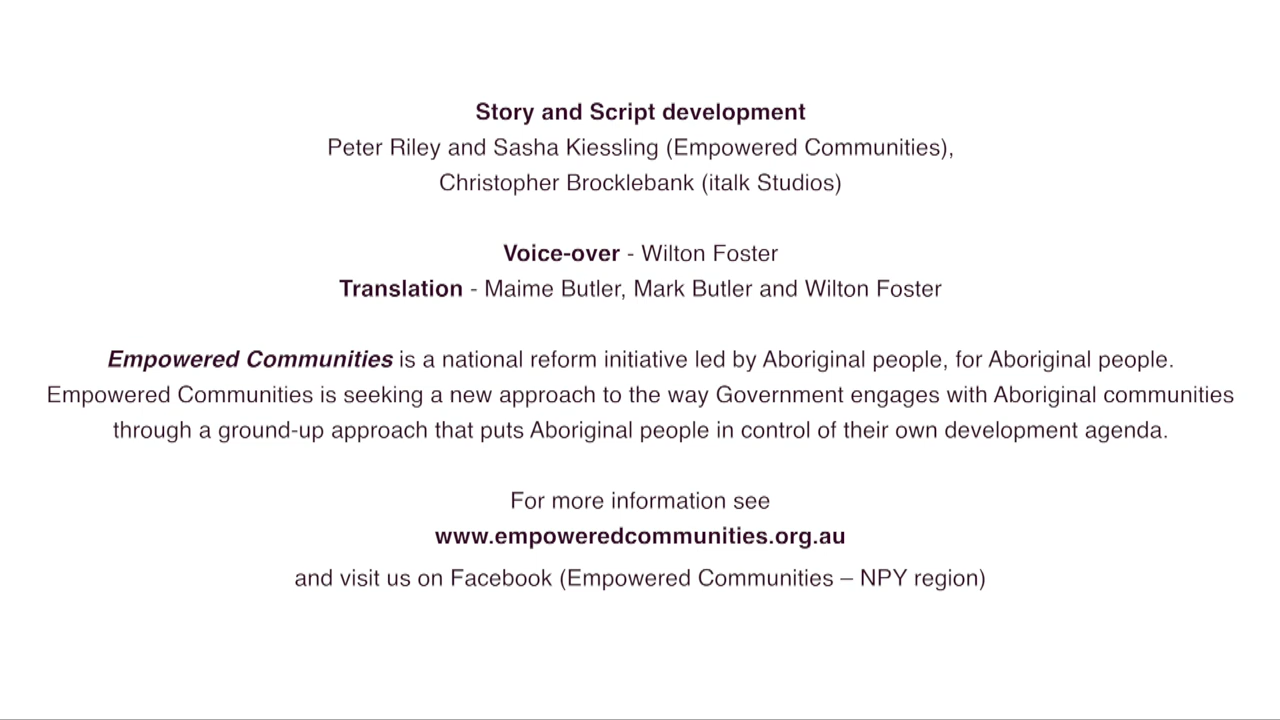 Story and Script development
Peter Riley and Sasha Kiessling (Empowered Communities),
Christopher Brocklebank (italk Studios)
Voice-over - Wilton Foster
Translation - Maime Butler, Mark Butler and Wilton Foster
Empowered Communities is a national reform initiative led by Aboriginal people, for Aboriginal people.
Empowered Communities is seeking a new approach to the way Government engages with Aboriginal communities
through a ground-up approach that puts Aboriginal people in control of their own development agenda.
For more information see
www.empoweredcommunities.org.au
and visit us on Facebook (Empowered Communities – NPY region)